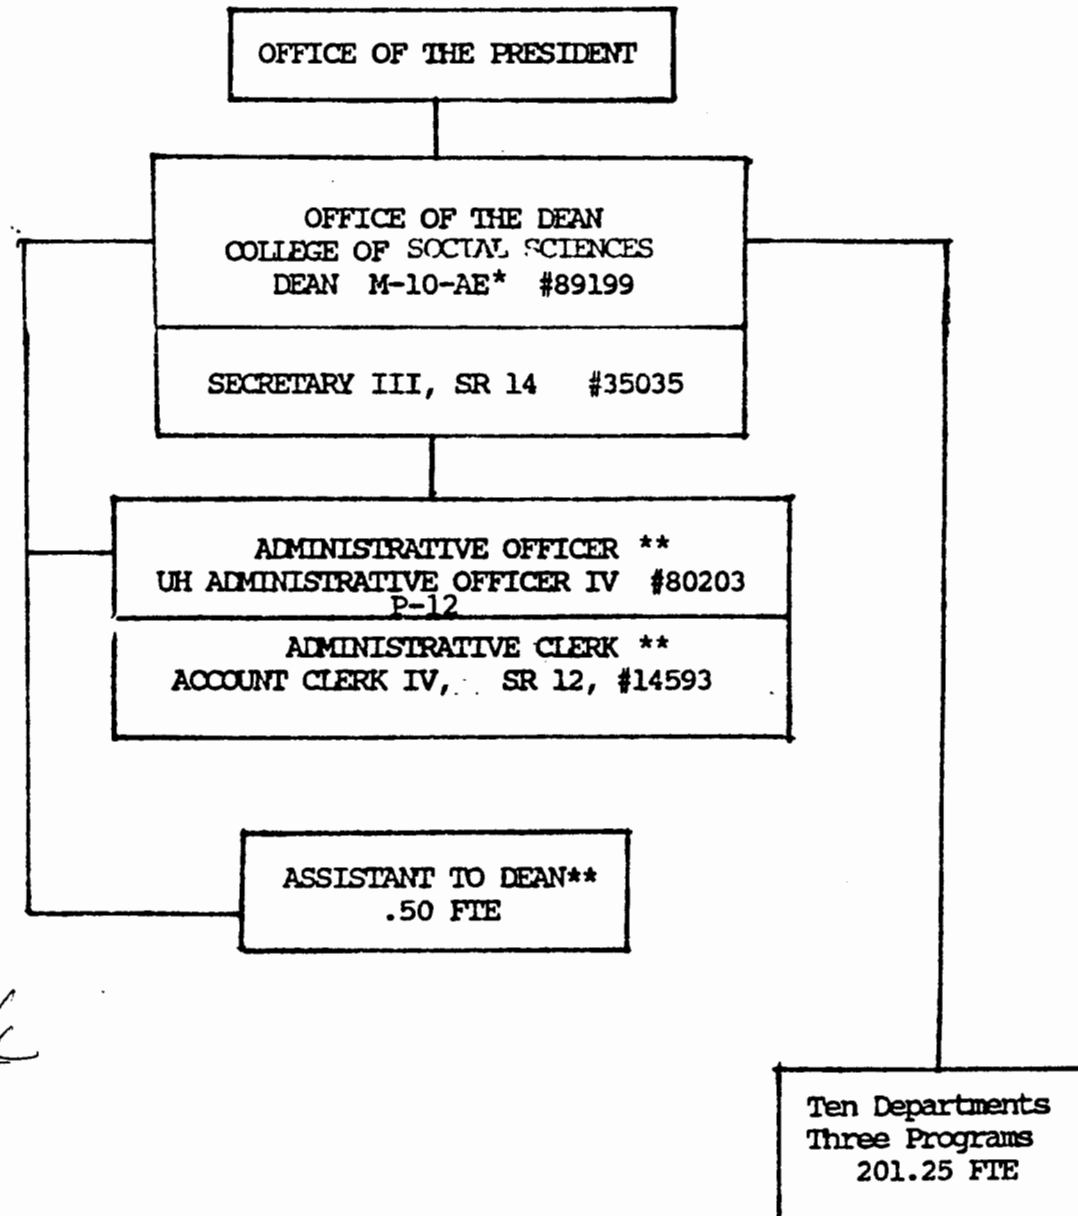 OFFICE OF THE PRESIDENT
OFFICE OF THE DEAN
COLLEGE OF SOCIAL SCIENCES
DEAN M-10-AE* #89199
SECRETARY III, SR 14 #35035
ADMINISTRATIVE OFFICER **
UH ADMINISTRATIVE OFFICER IV #80203
P-12
ADMINISTRATIVE CLERK **
ACCOUNT CLERK IV, SR 12, #14593
ASSISTANT TO DEAN**
.50 FTE
Ten Departments
Three Programs
201.25 FTE